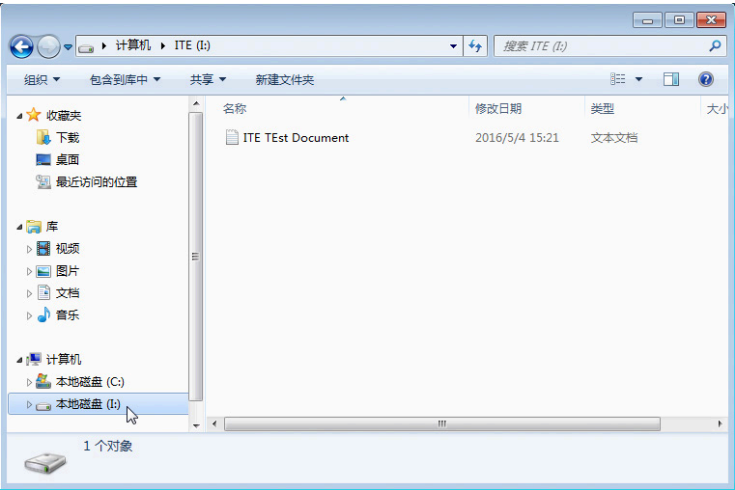 计算机 ITE (I:)
搜索 ITE (I:)
组织 包含到库中 共享 新建文件夹
收藏夹
下载
桌面
最近访问的位置
库
视频
图片
文档
音乐
计算机
本地磁盘 (C:)
本地磁盘 (I:)
名称 修改日期 类型 大小
ITE TEst Document 2016/5/4 15:21 文本文档
1 个对象